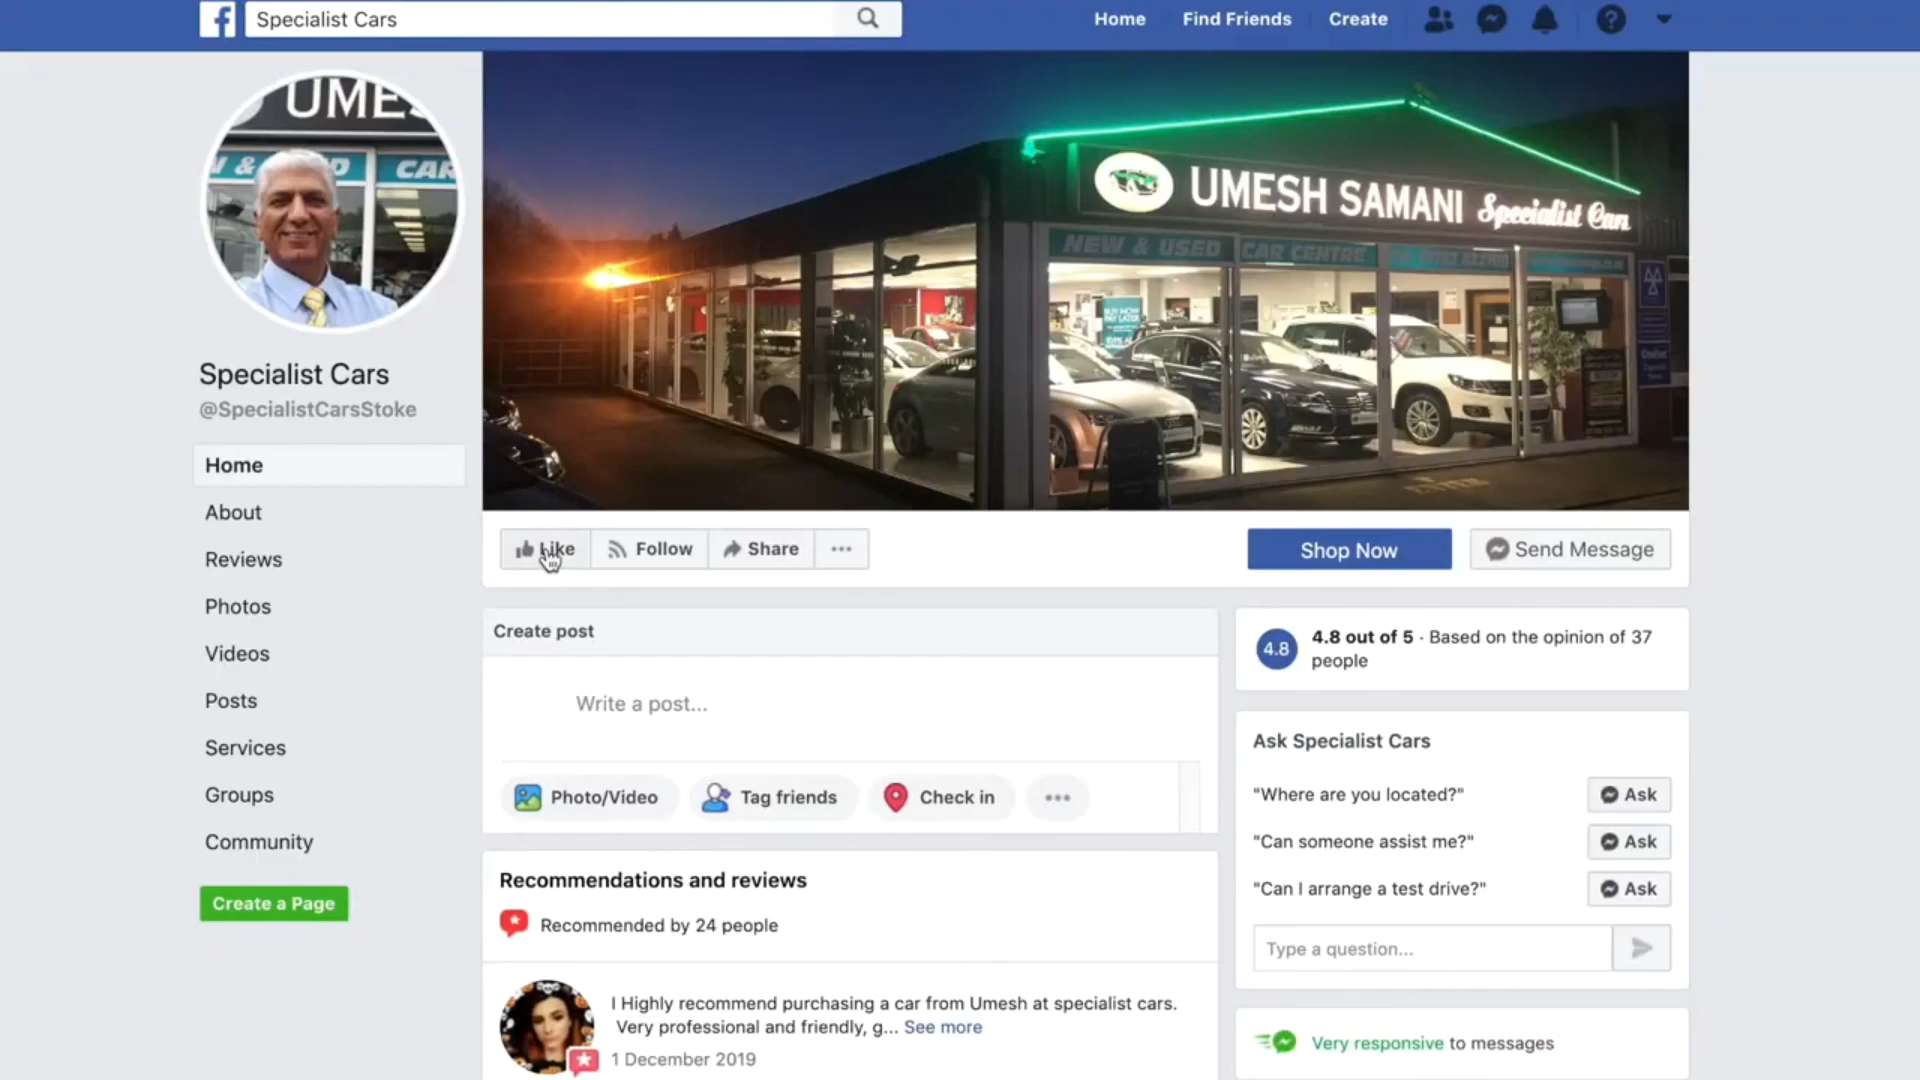 Specialist Cars
Home
Find Friends
Create
UMES
W & D CAR
UMESH SAMANI Specialist Cars
NEW & USED CAR CENTRE
BUY NOW
PAY LATER
Specialist Cars
@SpecialistCarsStoke
Home
About
Reviews
Photos
Videos
Posts
Services
Groups
Community
Create a Page
Like
Follow
Share
Shop Now
Send Message
Create post
Write a post...
Photo/Video
Tag friends
Check in
Recommendations and reviews
Recommended by 24 people
I Highly recommend purchasing a car from Umesh at specialist cars.
Very professional and friendly, g... See more
1 December 2019
4.8
4.8 out of 5 · Based on the opinion of 37
people
Ask Specialist Cars
"Where are you located?"
Ask
"Can someone assist me?"
Ask
"Can I arrange a test drive?"
Ask
Type a question...
Very responsive to messages